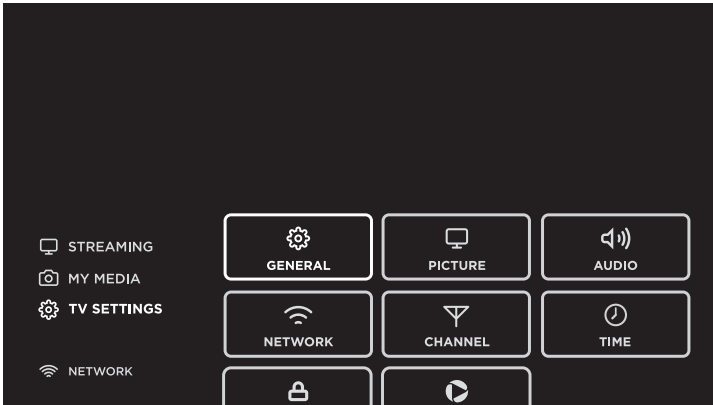 STREAMING
MY MEDIA
TV SETTINGS
NETWORK
GENERAL
PICTURE
AUDIO
NETWORK
CHANNEL
TIME